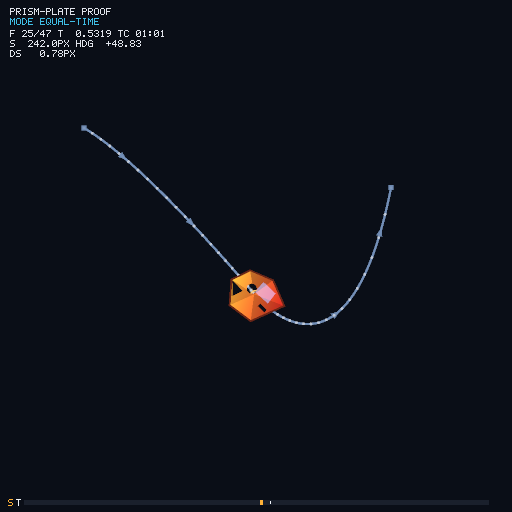 PRISM-PLATE PROOF
MODE EQUAL-TIME
F 25/47 T  0.5319 TC 01:01
S  242.0PX HDG  +48.83
DS   0.78PX
ST